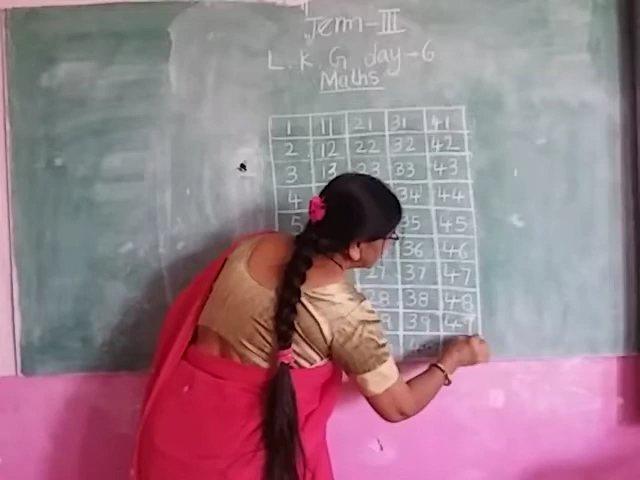 Term-III
L.K.G day-6
Maths
1 11 21 31 41
2 12 22 32 42
3 13 23 33 43
4 34 44
5 35 45
36 46
27 37 47
28 38 48
39 49